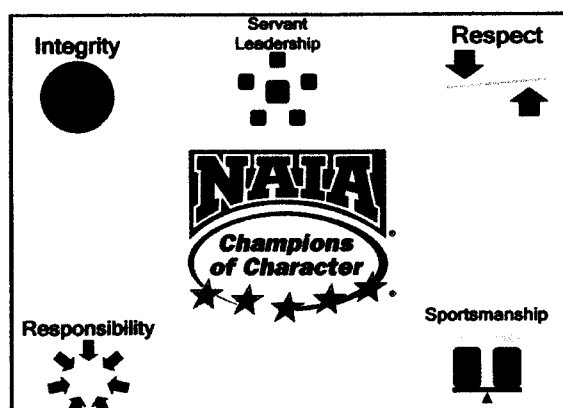 Integrity
Servant
Leadership
Respect
NAIA
Champions
of Character
Responsibility
Sportsmanship